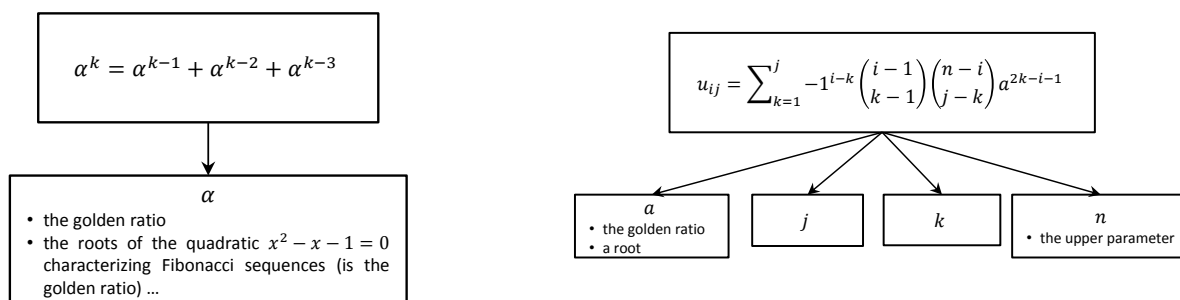 α^k = α^{k−1} + α^{k−2} + α^{k−3}
α
• the golden ratio
• the roots of the quadratic x² − x − 1 = 0
characterizing Fibonacci sequences (is the
golden ratio) ...
u_{ij} = ∑_{k=1}^{j} −1^{i−k} \binom{i−1}{k−1} \binom{n−i}{j−k} a^{2k−i−1}
a
• the golden ratio
• a root
j
k
n
• the upper parameter